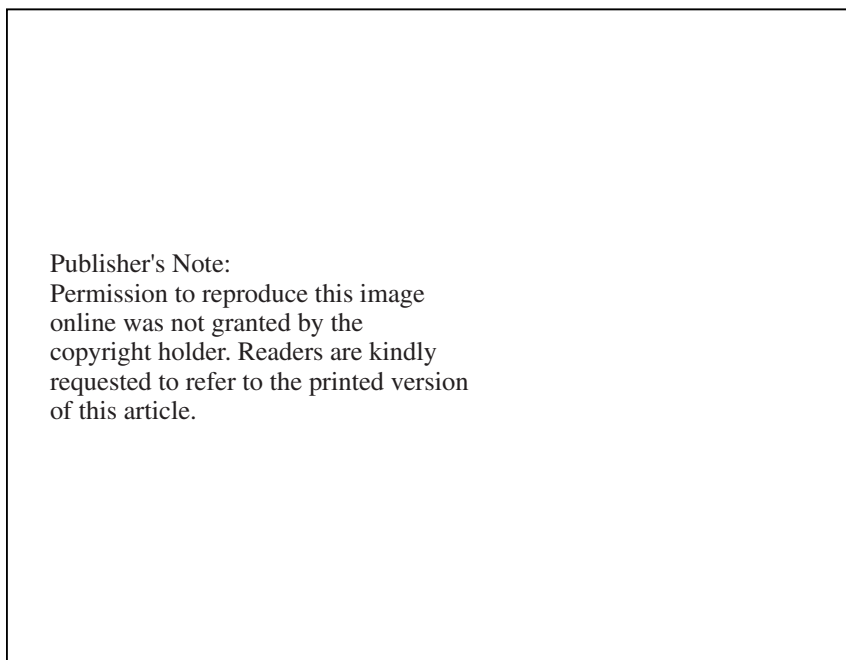 Publisher's Note:
Permission to reproduce this image
online was not granted by the
copyright holder. Readers are kindly
requested to refer to the printed version
of this article.